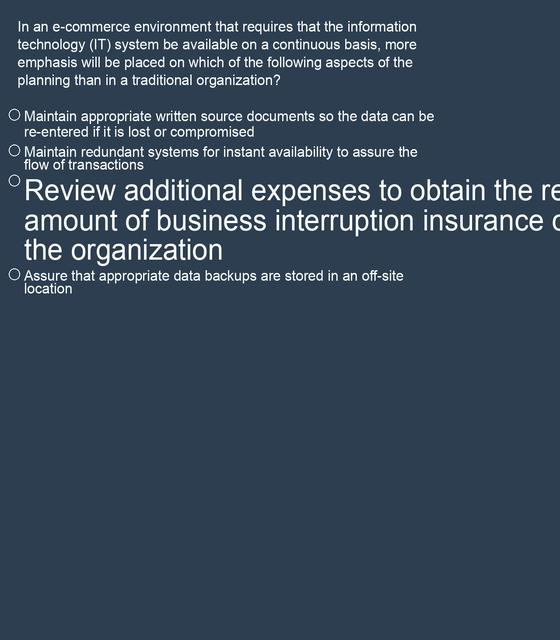 In an e-commerce environment that requires that the information
technology (IT) system be available on a continuous basis, more
emphasis will be placed on which of the following aspects of the
planning than in a traditional organization?
Maintain appropriate written source documents so the data can be
re-entered if it is lost or compromised
Maintain redundant systems for instant availability to assure the
flow of transactions
Review additional expenses to obtain the
amount of business interruption insurance
the organization
Assure that appropriate data backups are stored in an off-site
location